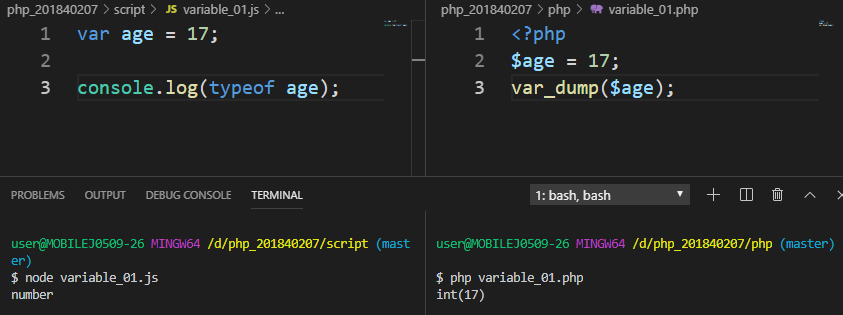 php_201840207 > script > JS variable_01.js > ...
1 var age = 17;
2
3 console.log(typeof age);
php_201840207 > php > variable_01.php
1 <?php
2 $age = 17;
3 var_dump($age);
PROBLEMS OUTPUT DEBUG CONSOLE TERMINAL
1: bash, bash
user@MOBILEJ0509-26 MINGW64 /d/php_201840207/script (mast
er)
$ node variable_01.js
number
user@MOBILEJ0509-26 MINGW64 /d/php_201840207/php (master)
$ php variable_01.php
int(17)